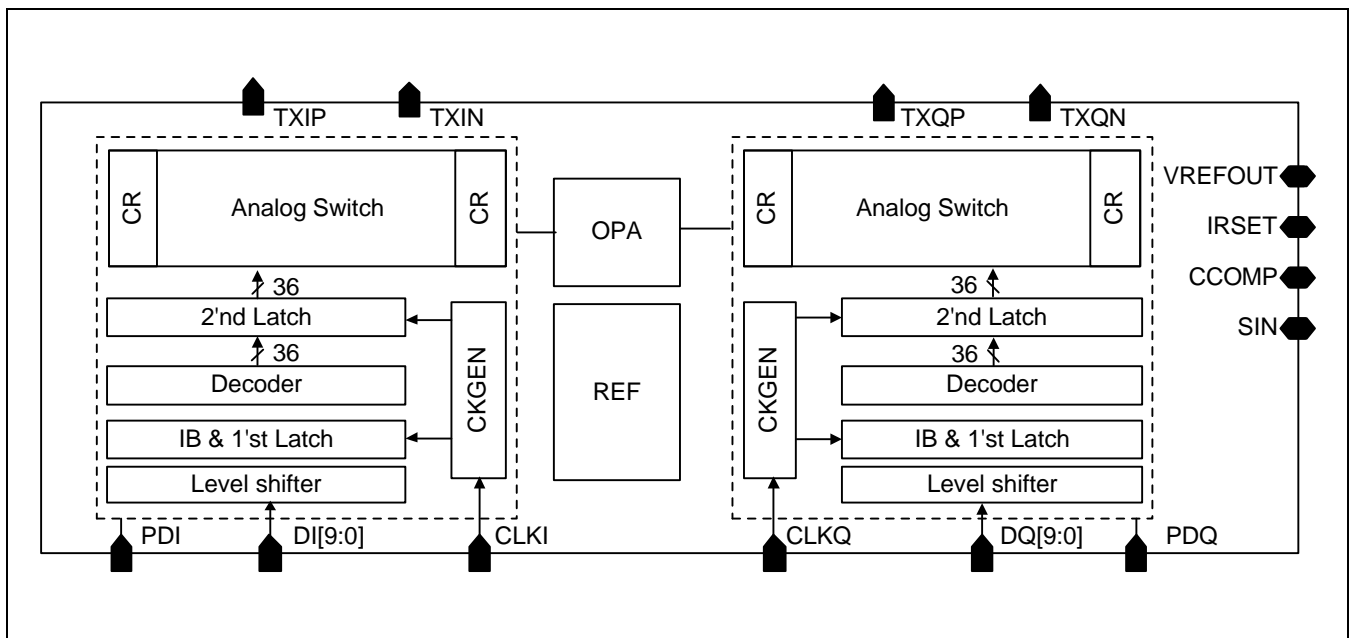 TXIP
TXIN
TXQP
TXQN
CR
Analog Switch
CR
OPA
CR
Analog Switch
CR
VREFOUT
IRSET
CCOMP
SIN
36
2'nd Latch
36
Decoder
IB & 1'st Latch
Level shifter
CKGEN
REF
CKGEN
36
2'nd Latch
36
Decoder
IB & 1'st Latch
Level shifter
PDI
DI[9:0]
CLKI
CLKQ
DQ[9:0]
PDQ